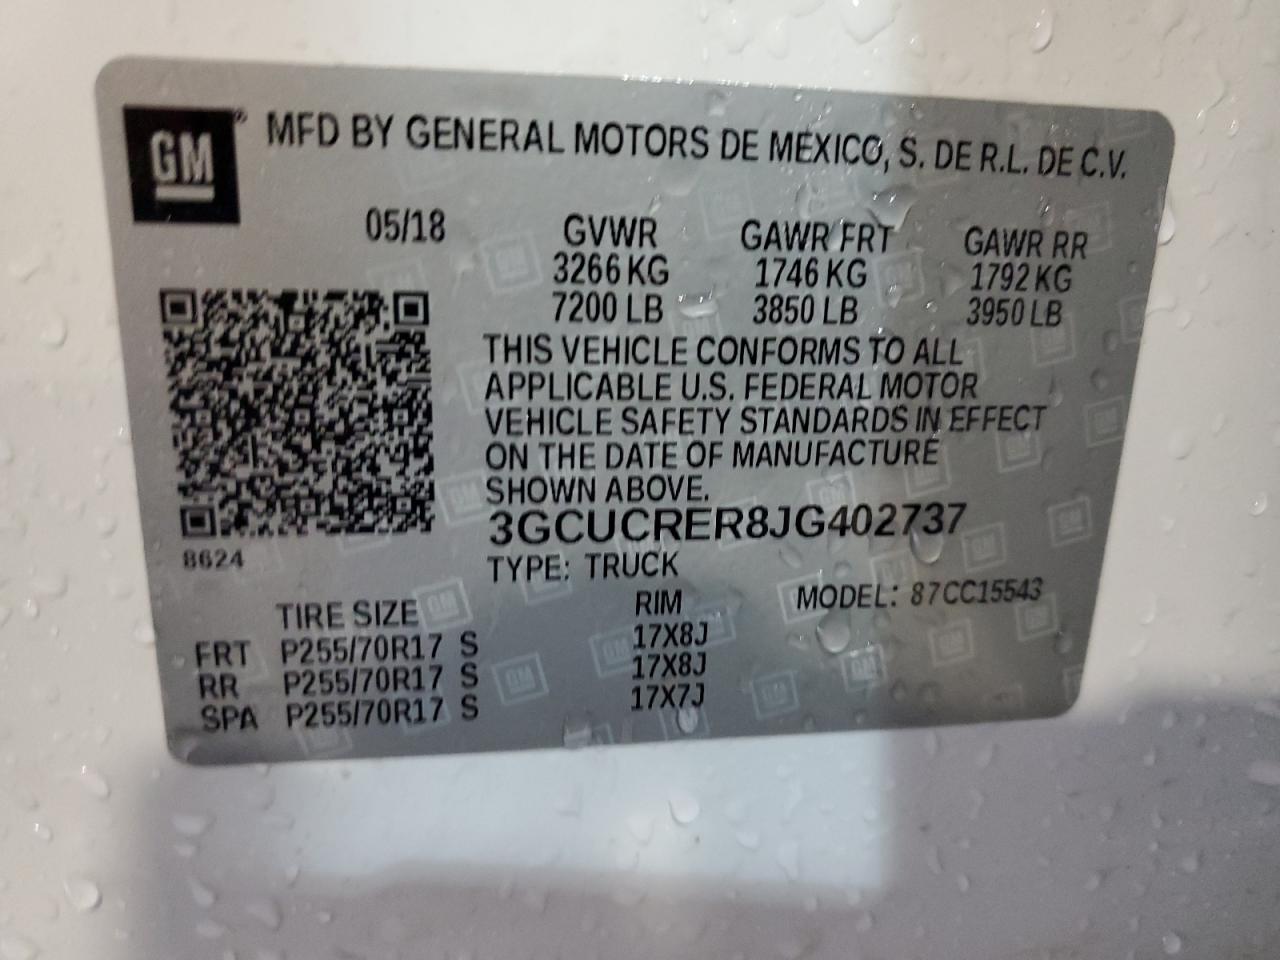 GM® MFD BY GENERAL MOTORS DE MEXICO, S. DE R.L. DE C.V.
05/18 GVWR GAWR FRT GAWR RR
3266 KG 1746 KG 1792 KG
7200 LB 3850 LB 3950 LB
THIS VEHICLE CONFORMS TO ALL
APPLICABLE U.S. FEDERAL MOTOR
VEHICLE SAFETY STANDARDS IN EFFECT
ON THE DATE OF MANUFACTURE
SHOWN ABOVE.
3GCUCRER8JG402737
8624
TYPE: TRUCK
MODEL: 87CC15543
TIRE SIZE RIM
FRT P255/70R17 S 17X8J
RR P255/70R17 S 17X8J
SPA P255/70R17 S 17X7J